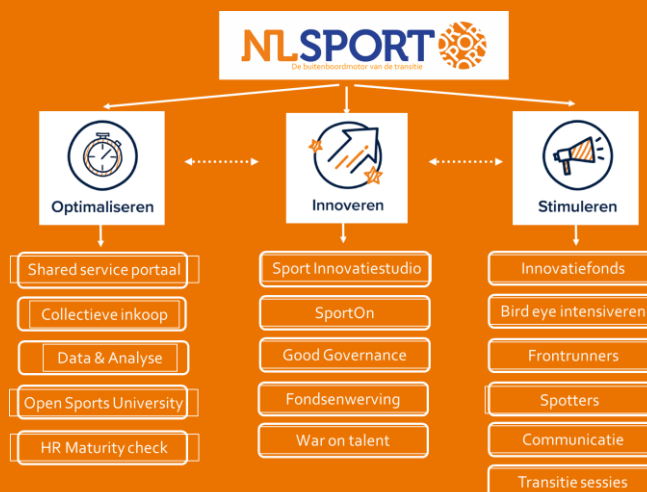 NLSPORT
De buitenboordmotor van de transitie
Optimaliseren
Innoveren
Stimuleren
Shared service portaal
Collectieve inkoop
Data & Analyse
Open Sports University
HR Maturity check
Sport Innovatiestudio
SportOn
Good Governance
Fondsenwerving
War on talent
Innovatiefonds
Bird eye intensiveren
Frontrunners
Spotters
Communicatie
Transitie sessies